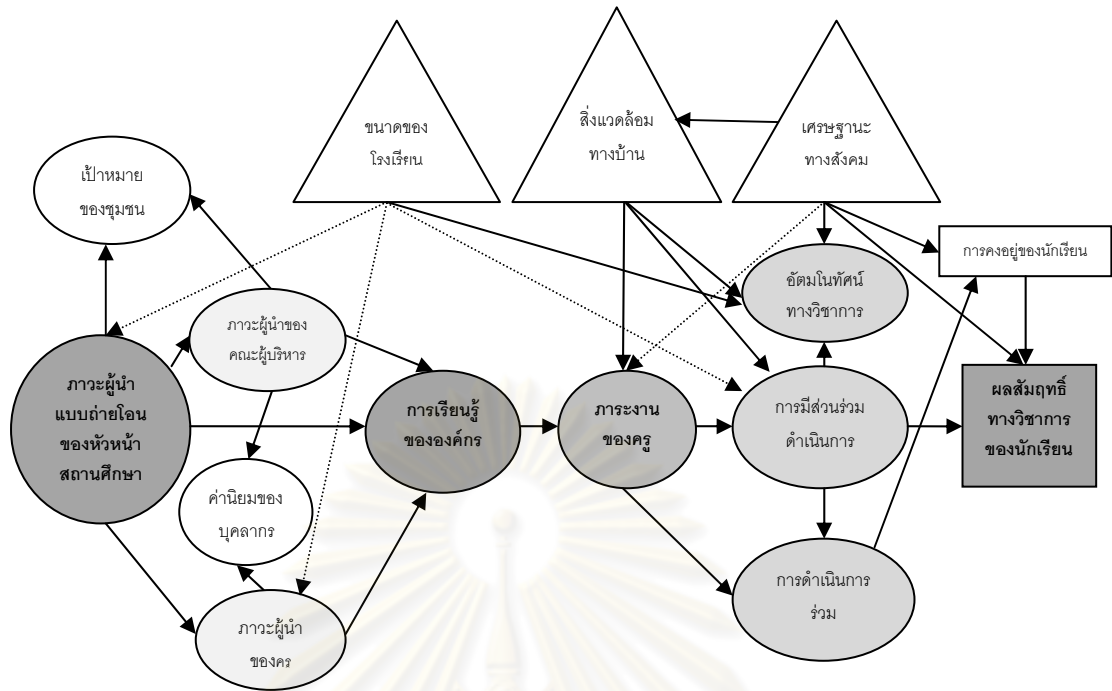 ขนาดของ
โรงเรียน
สิ่งแวดล้อม
ทางบ้าน
เศรษฐานะ
ทางสังคม
เป้าหมาย
ของชุมชน
การคงอยู่ของนักเรียน
อัตมโนทัศน์
ทางวิชาการ
ภาวะผู้นำของ
คณะผู้บริหาร
ภาวะผู้นำ
แบบถ่ายโอน
ของหัวหน้า
สถานศึกษา
การเรียนรู้
ขององค์กร
ภาระงาน
ของครู
การมีส่วนร่วม
ดำเนินการ
ผลสัมฤทธิ์
ทางวิชาการ
ของนักเรียน
ค่านิยมของ
บุคลากร
การดำเนินการ
ร่วม
ภาวะผู้นำ
ของคร